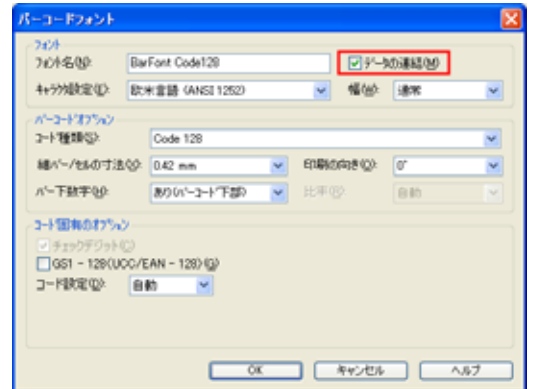 バーコードフォント
フォント
フォント名(N): BarFont Code128 データの連結(M)
キャラクタ設定(I): 欧米言語 (ANSI 1252) 幅(W): 通常
バーコードオプション
コード種類(S): Code 128
細バー/セルの寸法(X): 0.42 mm 印刷の向き(O): 0°
バー下数字(H): あり(バーコード下部) 比率(R): 自動
コード固有のオプション
チェックデジット(C)
GS1 - 128(UCC/EAN - 128)(G)
コード設定(D): 自動
OK キャンセル ヘルプ